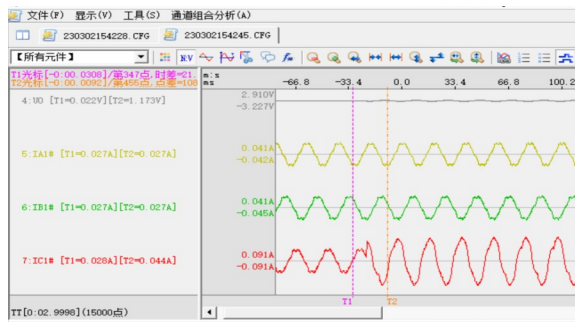 文件(F) 显示(V) 工具(S) 通道组合分析(A)
230302154228.CFG 230302154245.CFG
【所有元件】
N:V
T1光标[-0:00.0308]/第347点,时差=21.
T2光标[-0:00.0092]/第455点,点差=108
m:s
ms
-66.8 -33.4 0.0 33.4 66.8 100.2
4:U0 [T1=0.022V][T2=1.173V]
2.910V
-3.227V
5:IA1# [T1=0.027A][T2=0.027A]
0.041A
-0.042A
6:IB1# [T1=0.027A][T2=0.027A]
0.041A
-0.045A
7:IC1# [T1=0.028A][T2=0.044A]
0.091A
-0.091A
T1 T2
TT[0:02.9998](15000点)